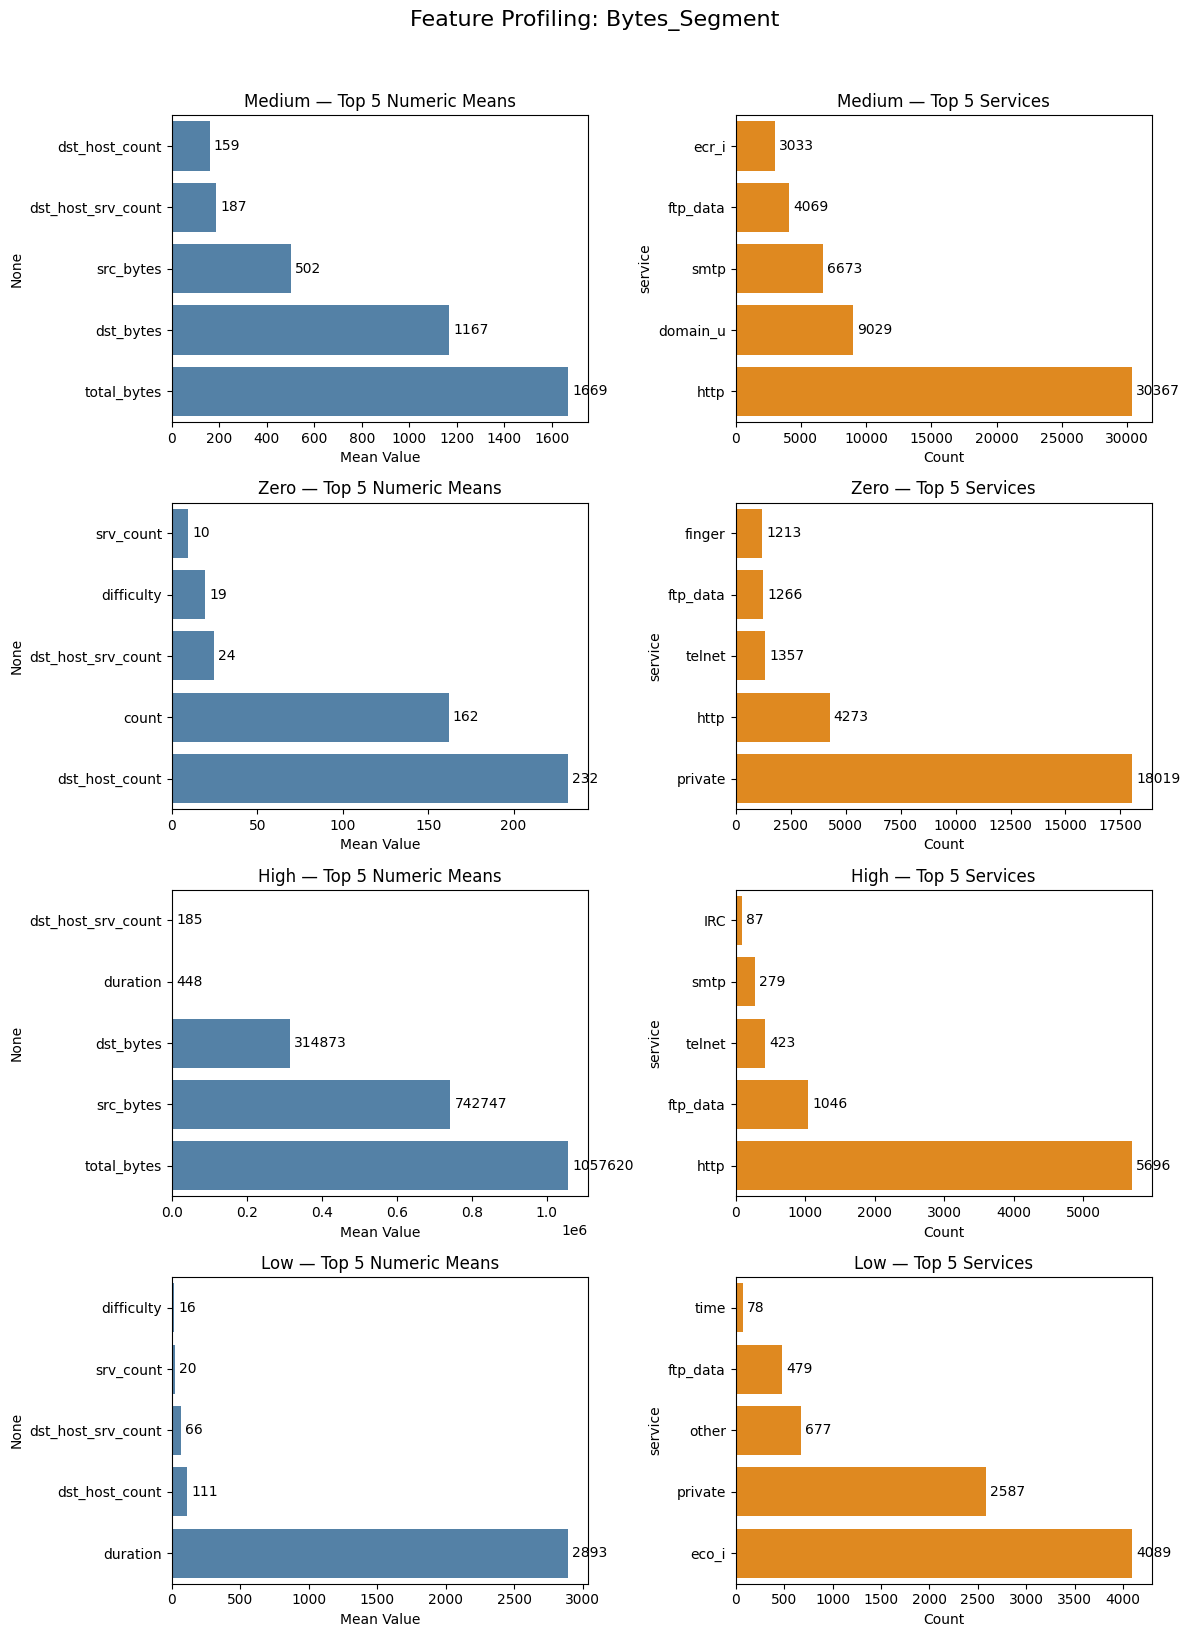 Feature Profiling: Bytes_Segment
Medium — Top 5 Numeric Means
None
dst_host_count 159
dst_host_srv_count 187
src_bytes 502
dst_bytes 1167
total_bytes 1669
0 200 400 600 800 1000 1200 1400 1600
Mean Value
Medium — Top 5 Services
service
ecr_i 3033
ftp_data 4069
smtp 6673
domain_u 9029
http 30367
0 5000 10000 15000 20000 25000 30000
Count
Zero — Top 5 Numeric Means
None
srv_count 10
difficulty 19
dst_host_srv_count 24
count 162
dst_host_count 232
0 50 100 150 200
Mean Value
Zero — Top 5 Services
service
finger 1213
ftp_data 1266
telnet 1357
http 4273
private 18019
0 2500 5000 7500 10000 12500 15000 17500
Count
High — Top 5 Numeric Means
None
dst_host_srv_count 185
duration 448
dst_bytes 314873
src_bytes 742747
total_bytes 1057620
0.0 0.2 0.4 0.6 0.8 1.0
1e6
Mean Value
High — Top 5 Services
service
IRC 87
smtp 279
telnet 423
ftp_data 1046
http 5696
0 1000 2000 3000 4000 5000
Count
Low — Top 5 Numeric Means
None
difficulty 16
srv_count 20
dst_host_srv_count 66
dst_host_count 111
duration 2893
0 500 1000 1500 2000 2500 3000
Mean Value
Low — Top 5 Services
service
time 78
ftp_data 479
other 677
private 2587
eco_i 4089
0 500 1000 1500 2000 2500 3000 3500 4000
Count